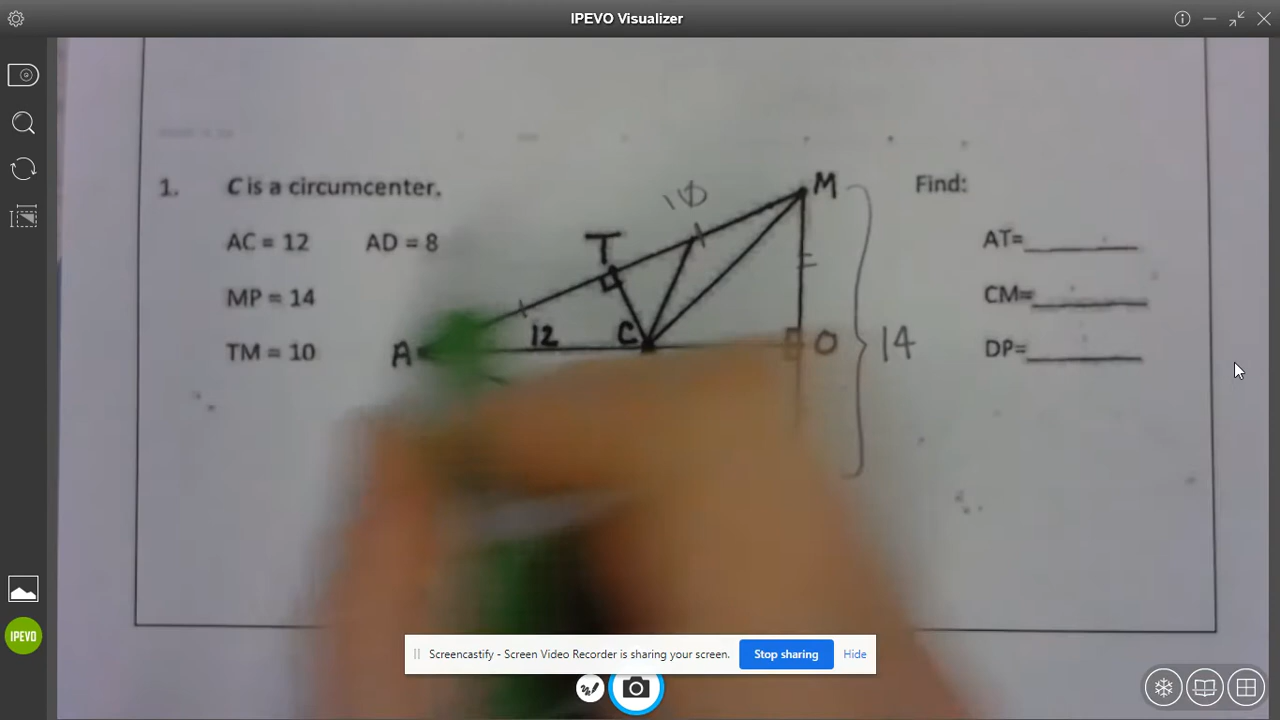 IPEVO Visualizer
1. C is a circumcenter.
AC = 12 AD = 8
MP = 14
TM = 10
M
T
12
C
A
O
14
Find:
AT=
CM=
DP=
IPEVO
Screencastify - Screen Video Recorder is sharing your screen.
Stop sharing
Hide